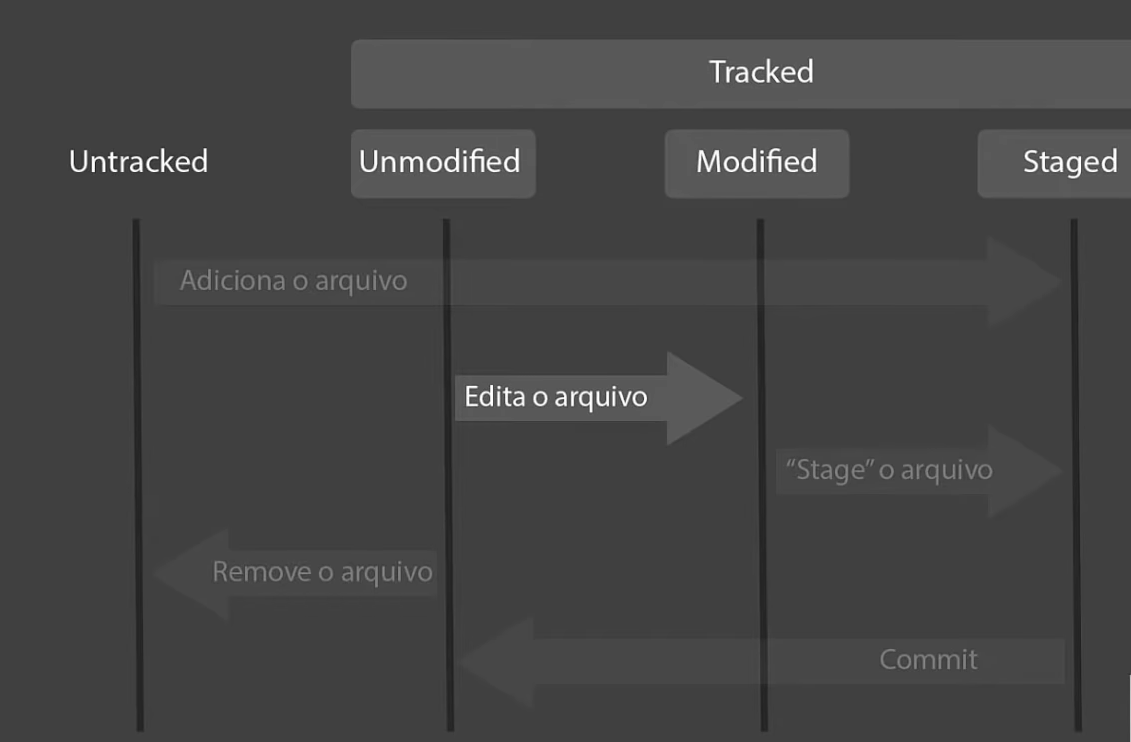 Tracked
Untracked
Unmodified
Modified
Staged
Adiciona o arquivo
Edita o arquivo
“Stage” o arquivo
Remove o arquivo
Commit